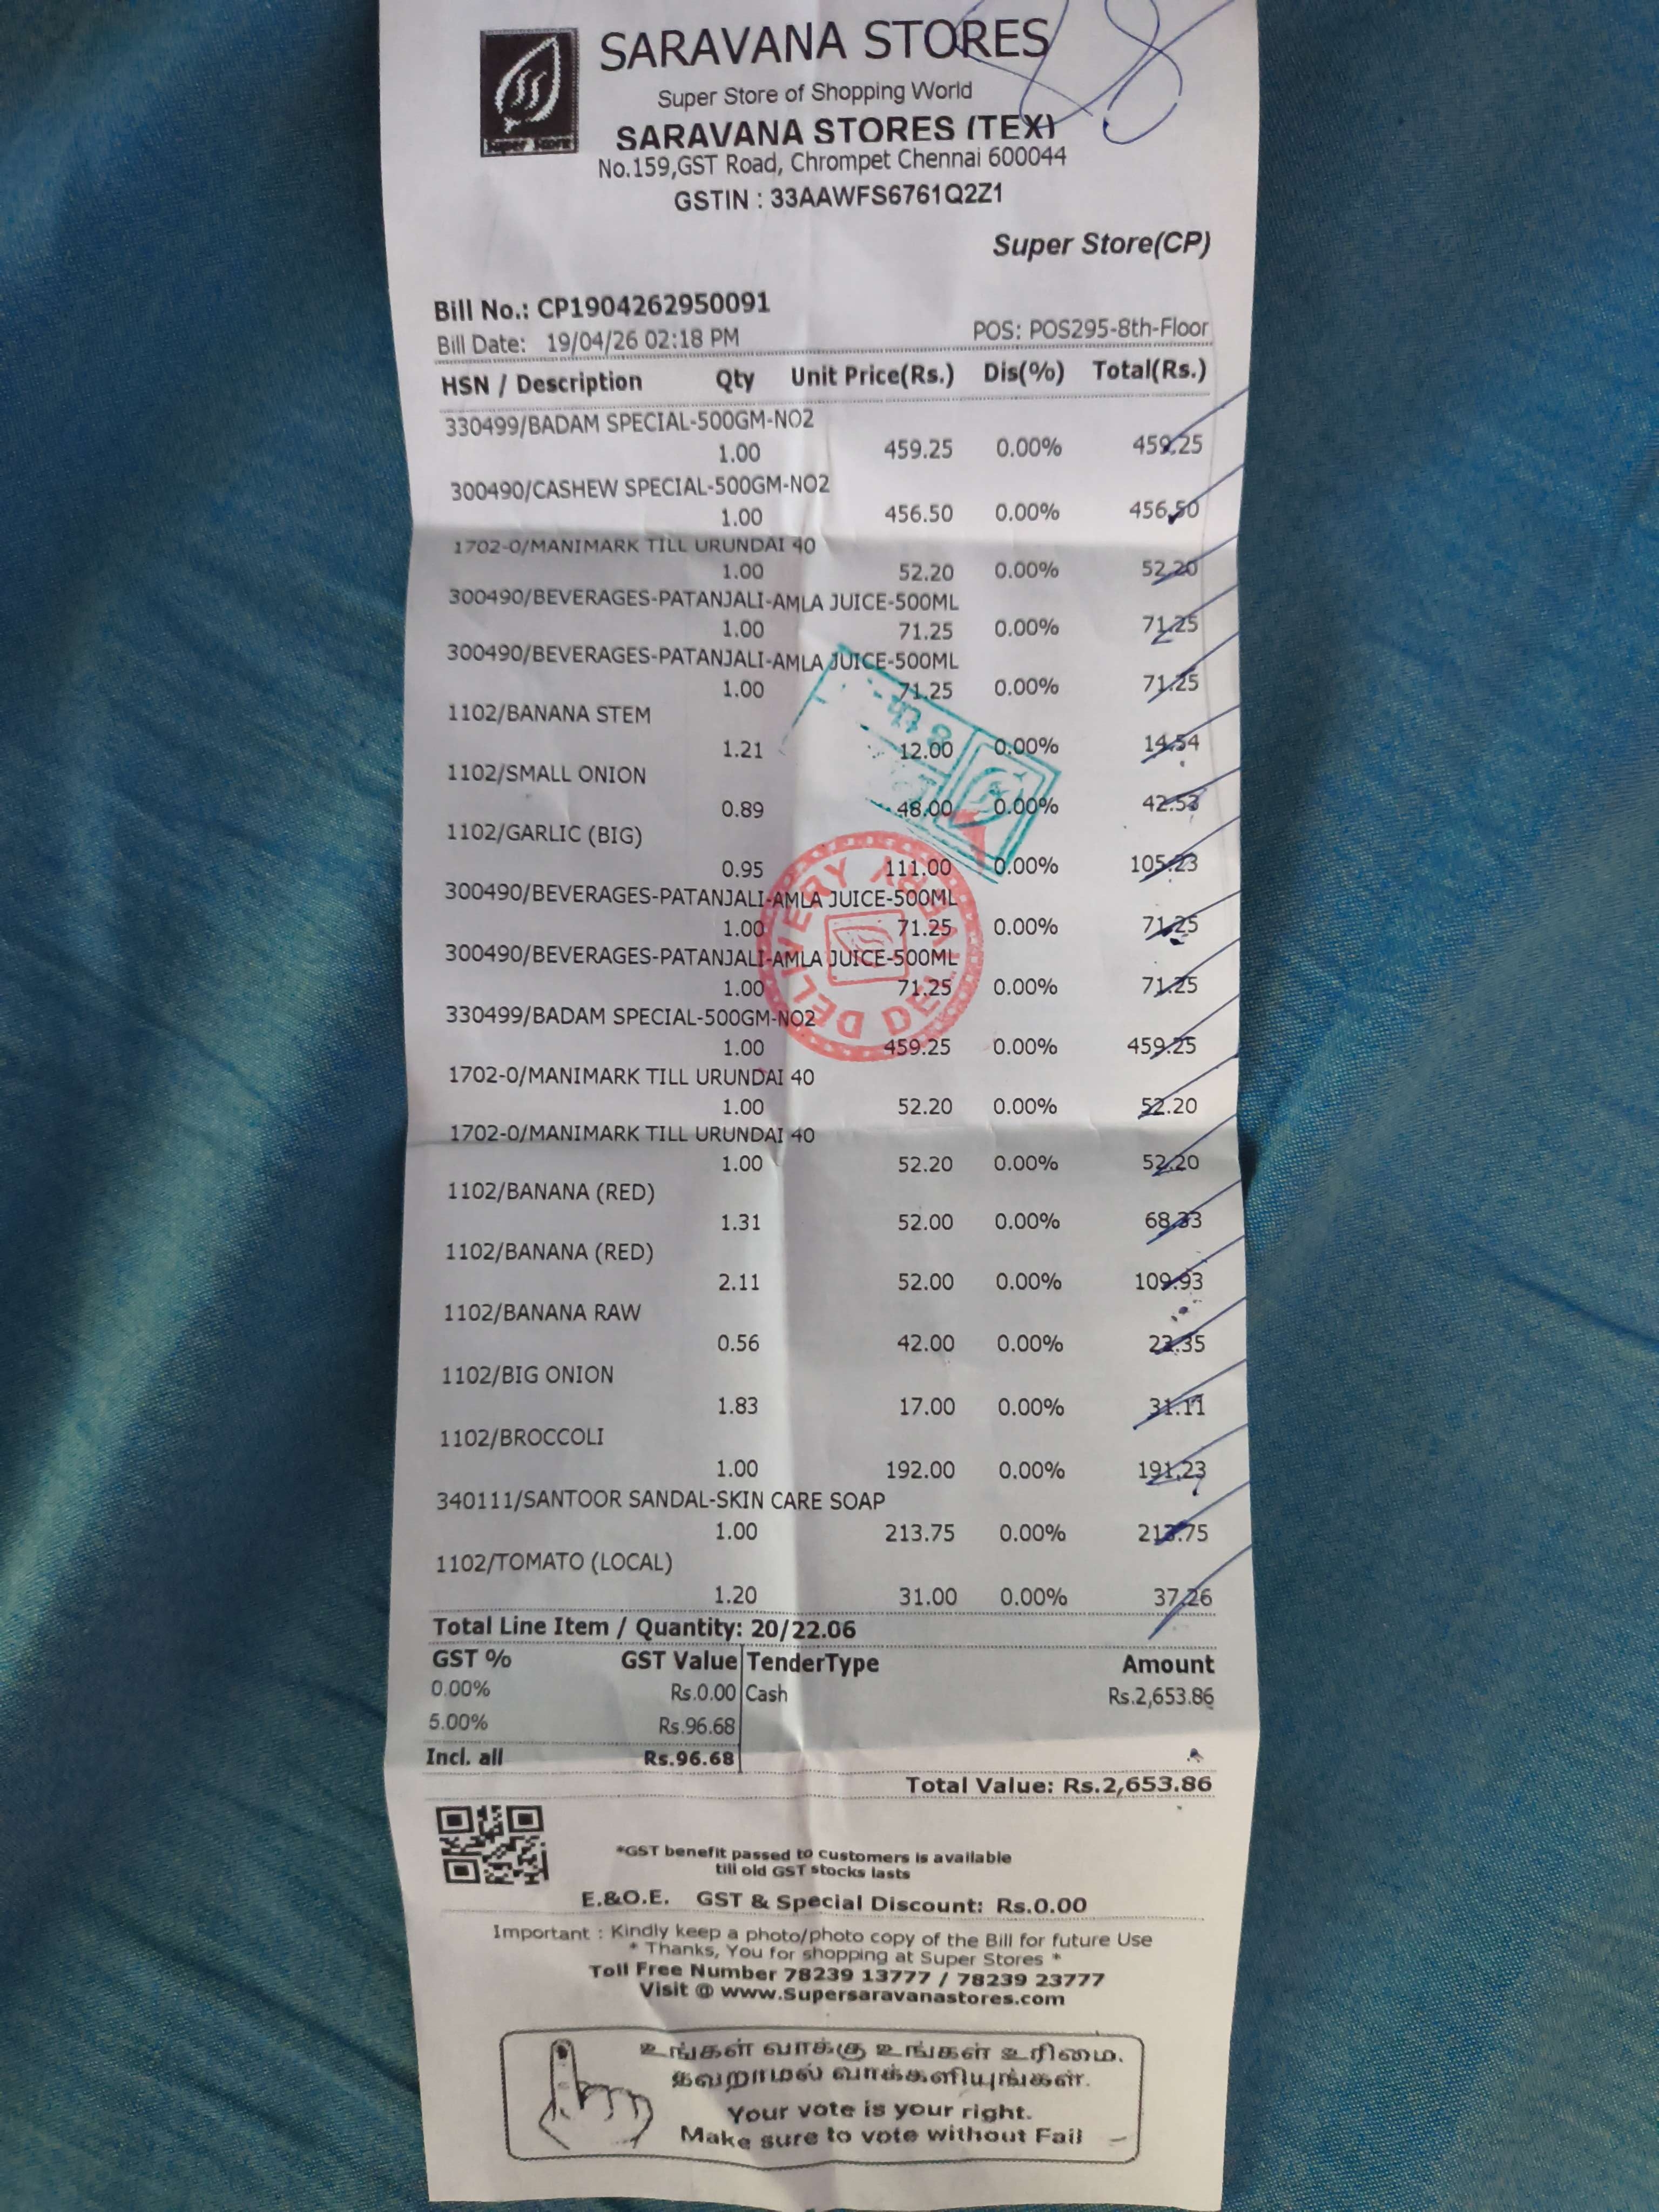 SARAVANA STORES
Super Store of Shopping World
Super Store
SARAVANA STORES (TEX)
No.159,GST Road, Chrompet Chennai 600044
GSTIN : 33AAWFS6761Q2Z1
Super Store(CP)
Bill No.: CP1904262950091
Bill Date: 19/04/26 02:18 PM POS: POS295-8th-Floor
HSN / Description Qty Unit Price(Rs.) Dis(%) Total(Rs.)
330499/BADAM SPECIAL-500GM-NO2
1.00 459.25 0.00% 459.25
300490/CASHEW SPECIAL-500GM-NO2
1.00 456.50 0.00% 456.50
1702-0/MANIMARK TILL URUNDAI 40
1.00 52.20 0.00% 52.20
300490/BEVERAGES-PATANJALI-AMLA JUICE-500ML
1.00 71.25 0.00% 71.25
300490/BEVERAGES-PATANJALI-AMLA JUICE-500ML
1.00 71.25 0.00% 71.25
1102/BANANA STEM
1.21 12.00 0.00% 14.54
1102/SMALL ONION
0.89 48.00 0.00% 42.53
1102/GARLIC (BIG)
0.95 111.00 0.00% 105.23
300490/BEVERAGES-PATANJALI-AMLA JUICE-500ML
1.00 71.25 0.00% 71.25
300490/BEVERAGES-PATANJALI-AMLA JUICE-500ML
1.00 71.25 0.00% 71.25
330499/BADAM SPECIAL-500GM-NO2
1.00 459.25 0.00% 459.25
1702-0/MANIMARK TILL URUNDAI 40
1.00 52.20 0.00% 52.20
1702-0/MANIMARK TILL URUNDAI 40
1.00 52.20 0.00% 52.20
1102/BANANA (RED)
1.31 52.00 0.00% 68.33
1102/BANANA (RED)
2.11 52.00 0.00% 109.93
1102/BANANA RAW
0.56 42.00 0.00% 23.35
1102/BIG ONION
1.83 17.00 0.00% 31.11
1102/BROCCOLI
1.00 192.00 0.00% 191.23
340111/SANTOOR SANDAL-SKIN CARE SOAP
1.00 213.75 0.00% 213.75
1102/TOMATO (LOCAL)
1.20 31.00 0.00% 37.26
Total Line Item / Quantity: 20/22.06
GST % GST Value TenderType Amount
0.00% Rs.0.00 Cash Rs.2,653.86
5.00% Rs.96.68
Incl. all Rs.96.68
Total Value: Rs.2,653.86
*GST benefit passed to customers is available
till old GST stocks lasts
E.&O.E. GST & Special Discount: Rs.0.00
Important : Kindly keep a photo/photo copy of the Bill for future Use
* Thanks, You for shopping at Super Stores *
Toll Free Number 78239 13777 / 78239 23777
Visit @ www.Supersaravanastores.com
உங்கள் வாக்கு உங்கள் உரிமை.
தவறாமல் வாக்களியுங்கள்.
Your vote is your right.
Make sure to vote without Fail
8 th
DELIVERY
DELIVERY